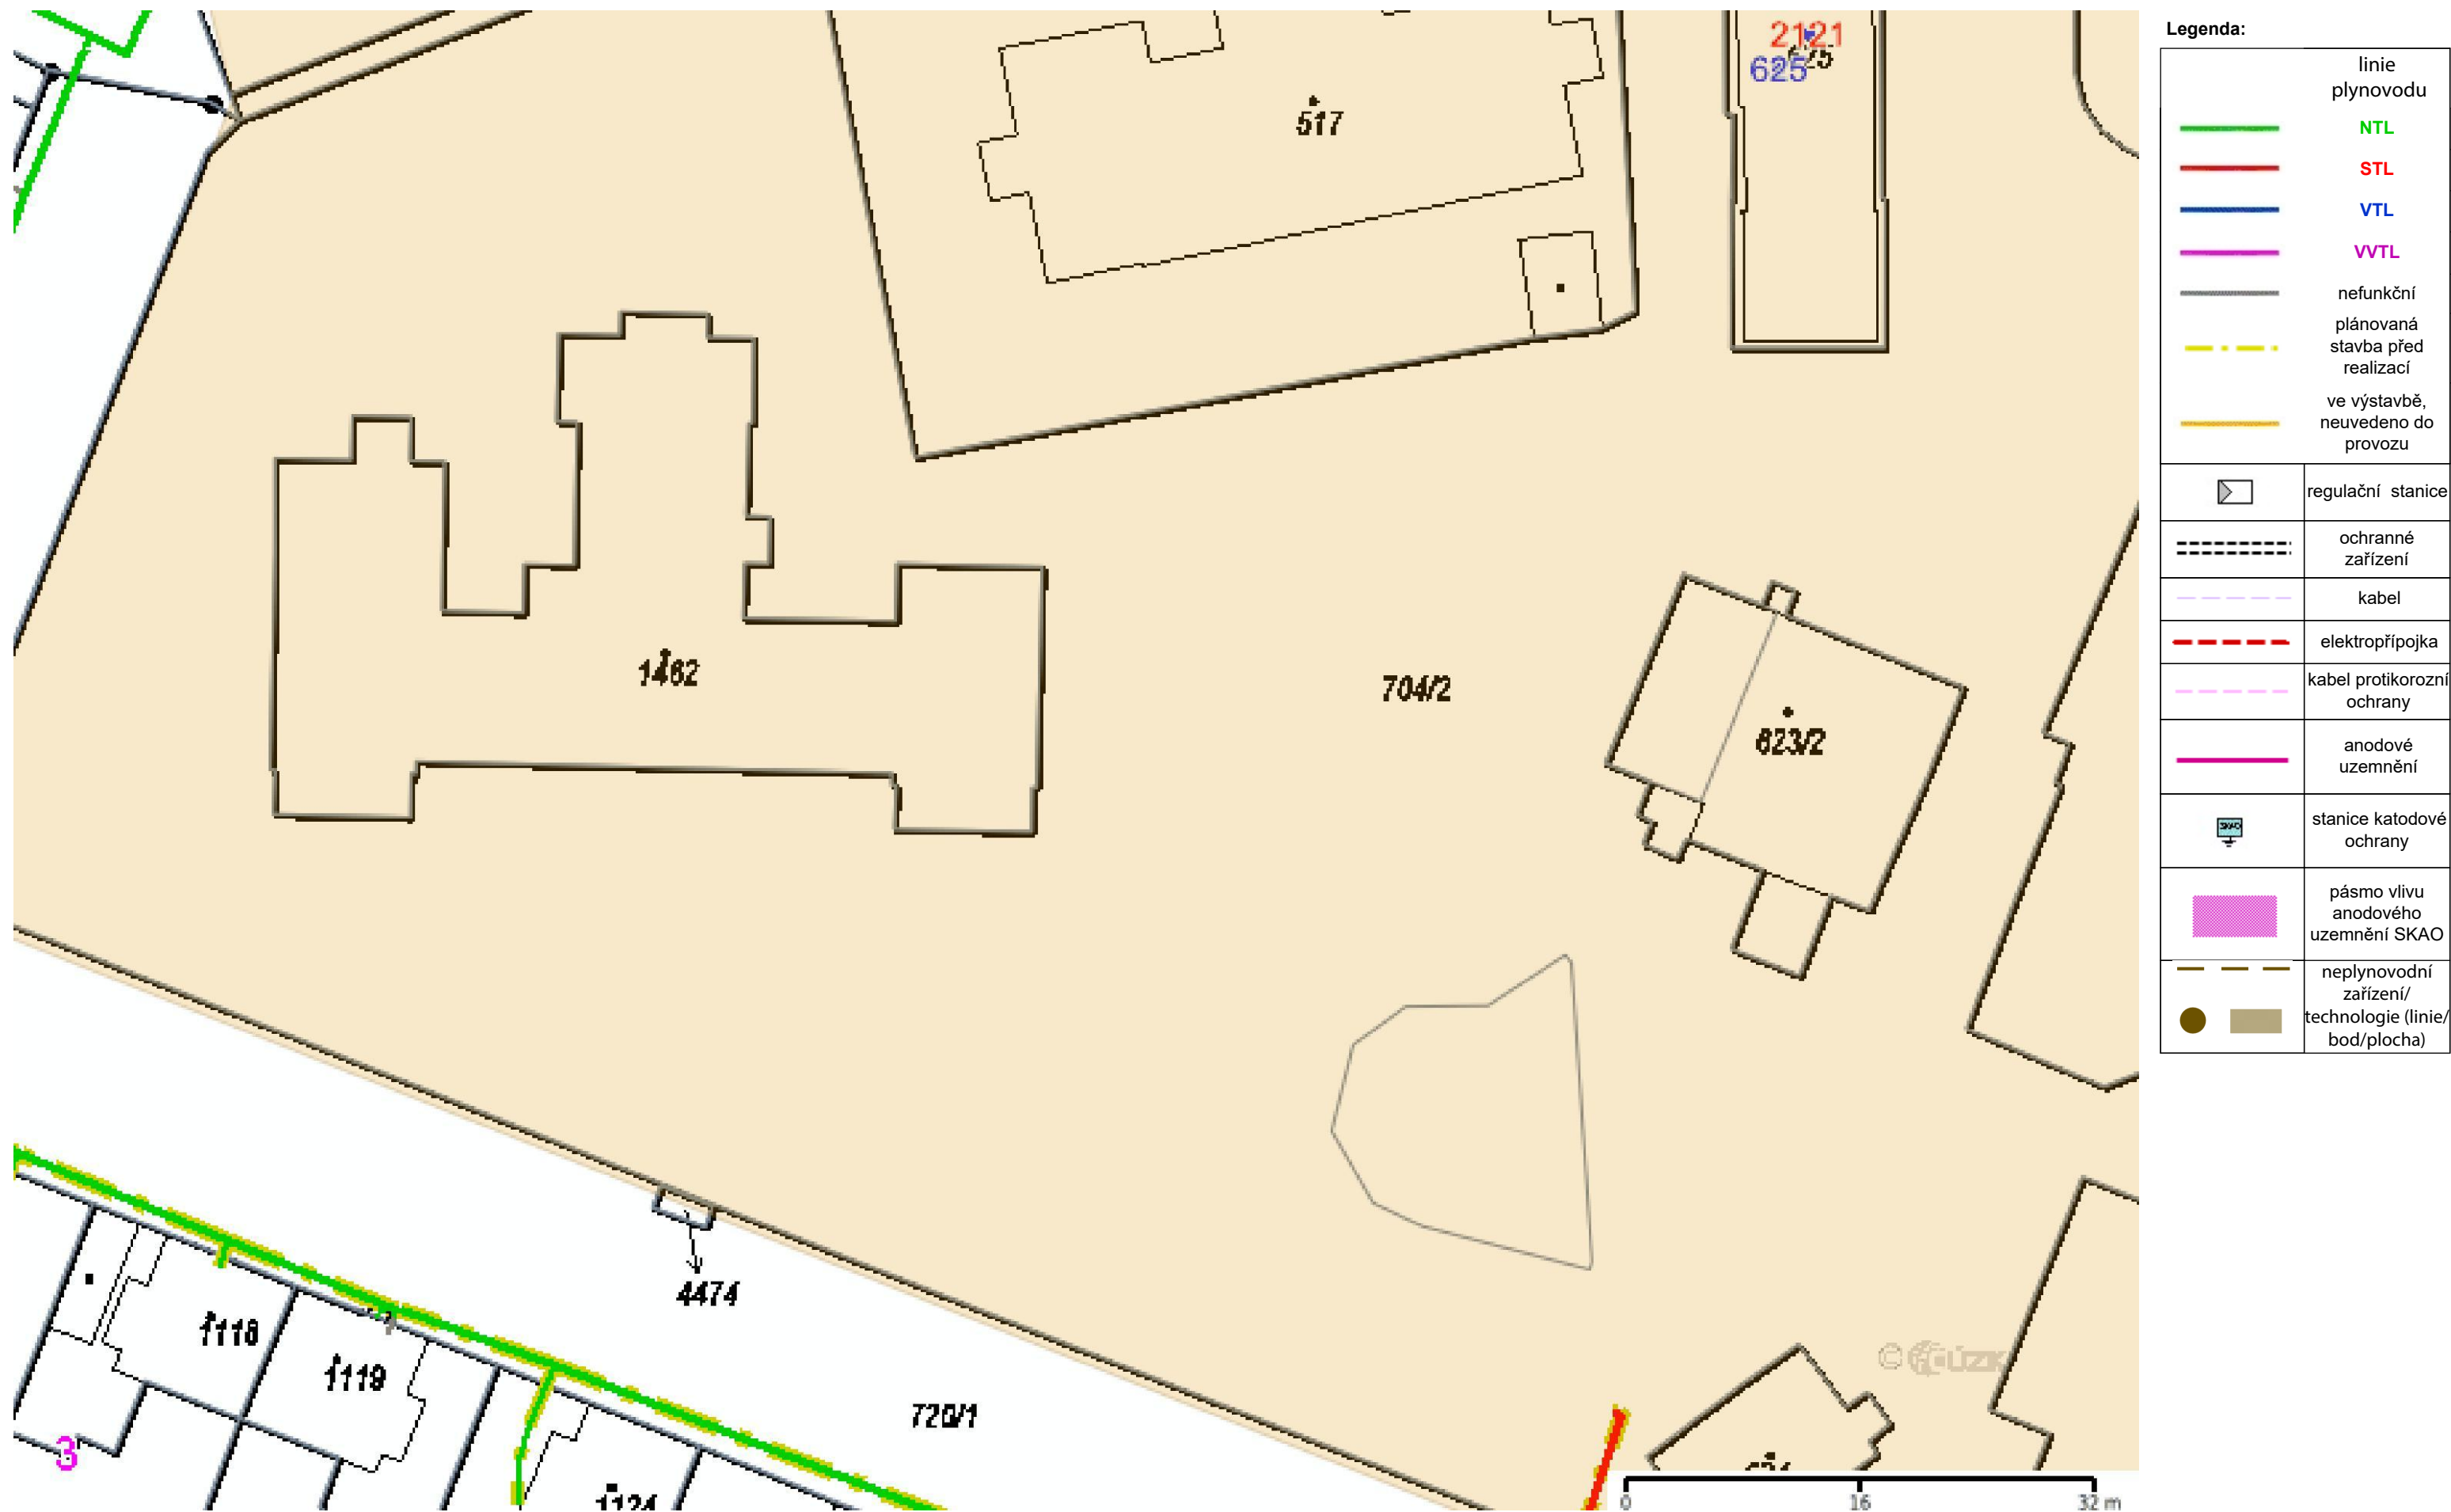 2121
625
517
1462
704/2
623/2
4474
1118
1119
720/1
3
1124
0 16 32 m
Legenda:
linie
plynovodu
NTL
STL
VTL
VVTL
nefunkční
plánovaná
stavba před
realizací
ve výstavbě,
neuvedeno do
provozu
regulační stanice
ochranné
zařízení
kabel
elektropřípojka
kabel protikorozní
ochrany
anodové
uzemnění
SKAO
stanice katodové
ochrany
pásmo vlivu
anodového
uzemnění SKAO
neplynovodní
zařízení/
technologie (linie/
bod/plocha)